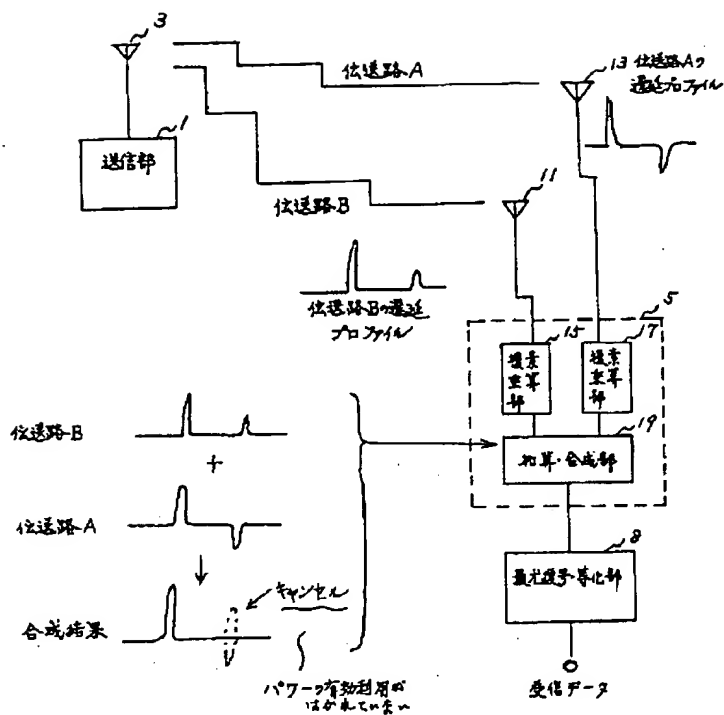 3
伝送路A
13 伝送路Aの
遅延プロファイル
1
送信部
11
伝送路B
伝送路Bの遅延
プロファイル
5
15
17
複素
乗算
部
複素
乗算
部
19
加算・合成部
伝送路B
+
伝送路A
8
最尤復号・等化部
キャンセル
合成結果
パワーの有効利用が
はかれていない
受信データ